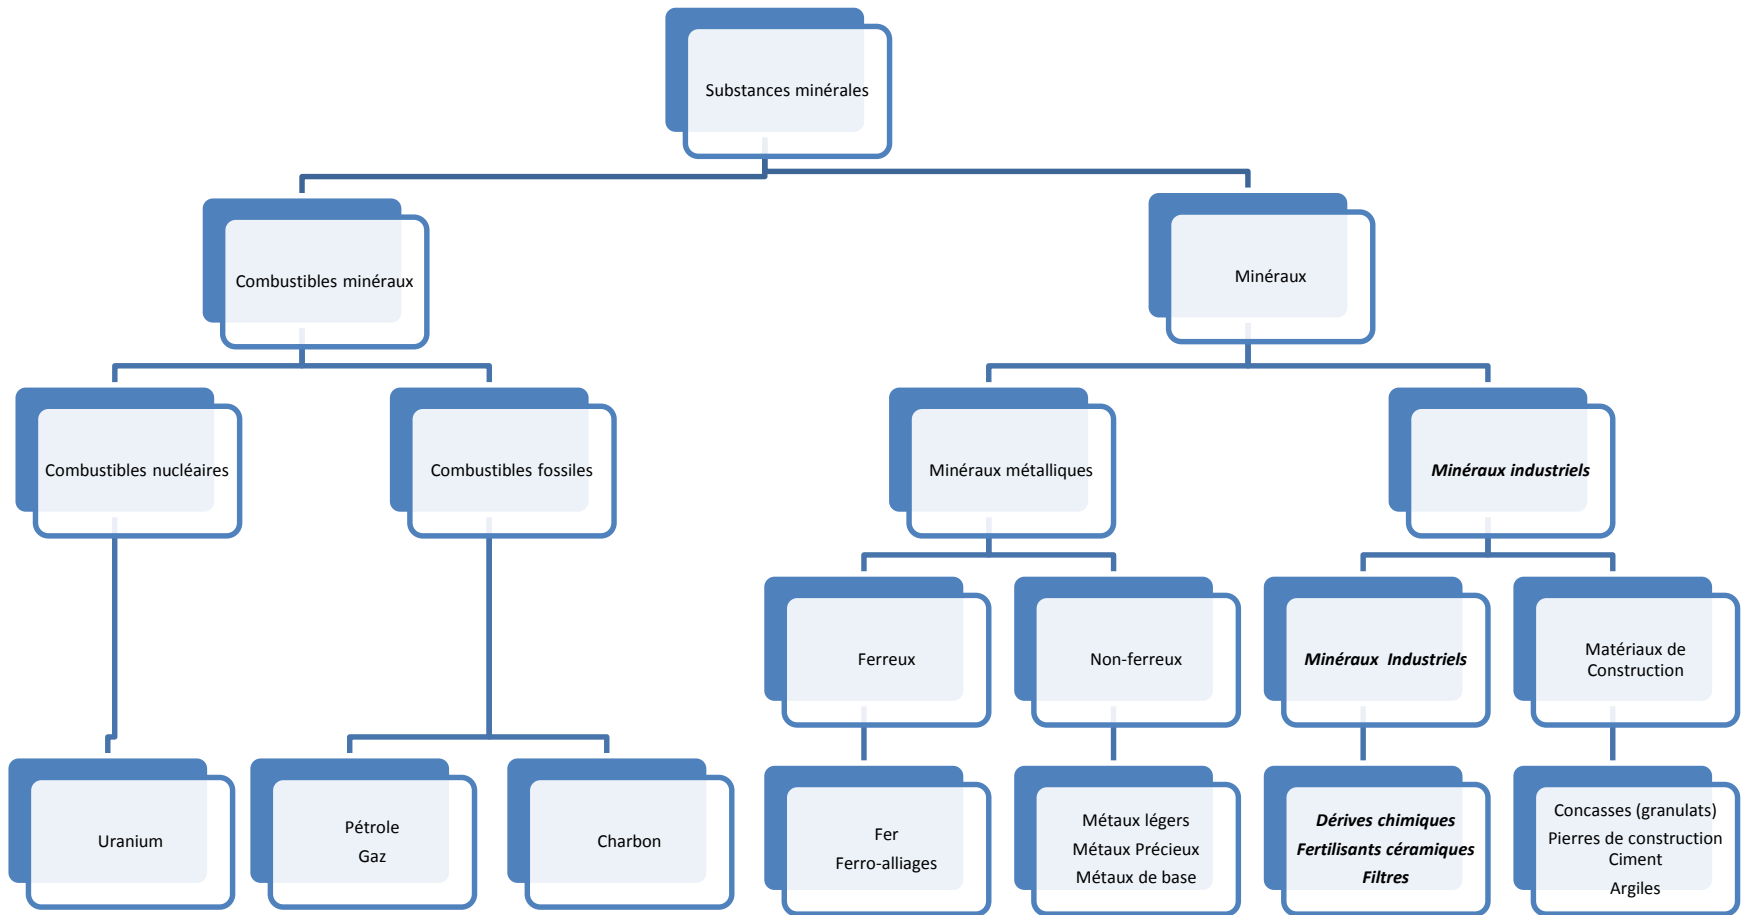 Substances minérales
Combustibles minéraux
Minéraux
Combustibles nucléaires
Combustibles fossiles
Minéraux métalliques
Minéraux industriels
Ferreux
Non-ferreux
Minéraux Industriels
Matériaux de
Construction
Uranium
Pétrole
Gaz
Charbon
Fer
Ferro-alliages
Métaux légers
Métaux Précieux
Métaux de base
Dérives chimiques
Fertilisants céramiques
Filtres
Concasses (granulats)
Pierres de construction
Ciment
Argiles